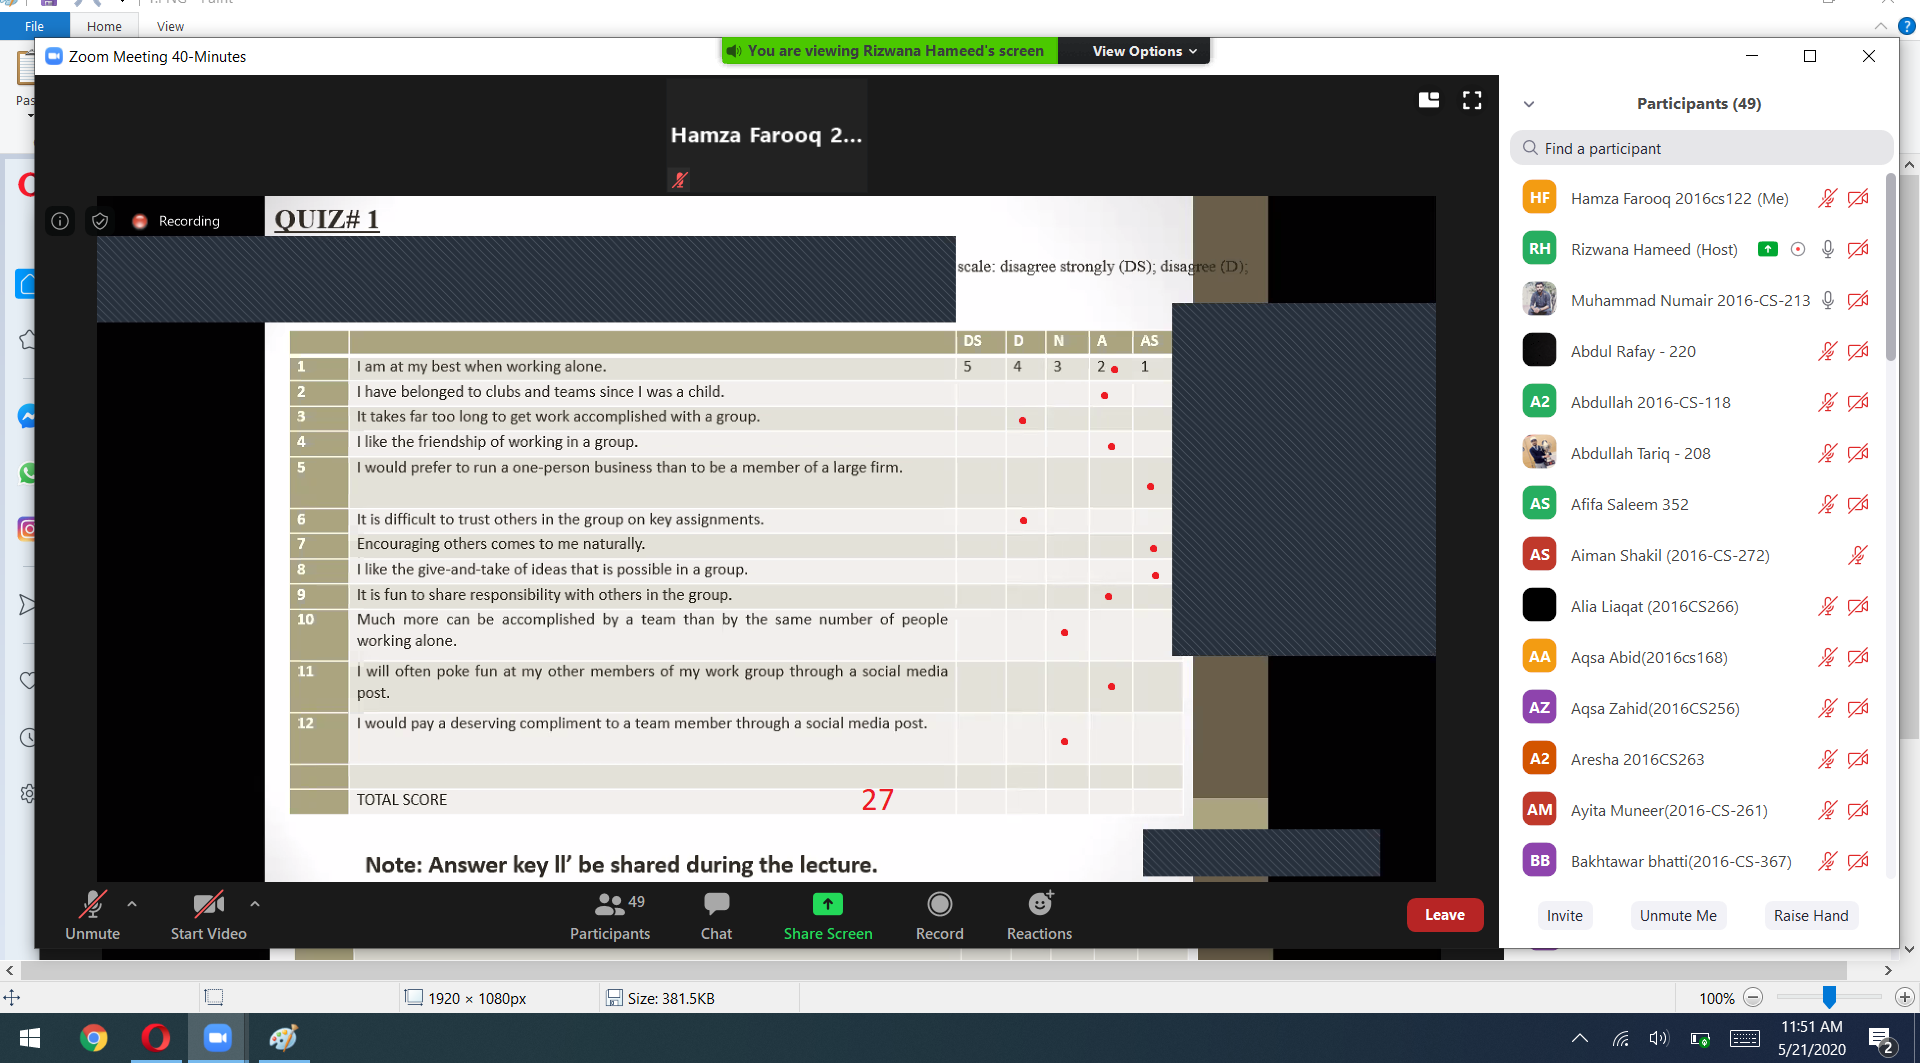 File
Home
View
Zoom Meeting 40-Minutes
You are viewing Rizwana Hameed's screen
View Options
Hamza Farooq 2...
Recording
QUIZ# 1
scale: disagree strongly (DS); disagree (D);
DS D N A AS
1 I am at my best when working alone. 5 4 3 2 1
2 I have belonged to clubs and teams since I was a child.
3 It takes far too long to get work accomplished with a group.
4 I like the friendship of working in a group.
5 I would prefer to run a one-person business than to be a member of a large firm.
6 It is difficult to trust others in the group on key assignments.
7 Encouraging others comes to me naturally.
8 I like the give-and-take of ideas that is possible in a group.
9 It is fun to share responsibility with others in the group.
10 Much more can be accomplished by a team than by the same number of people
working alone.
11 I will often poke fun at my other members of my work group through a social media
post.
12 I would pay a deserving compliment to a team member through a social media post.
TOTAL SCORE 27
Note: Answer key ll’ be shared during the lecture.
Unmute
Start Video
49
Participants
Chat
Share Screen
Record
Reactions
Leave
Participants (49)
Find a participant
HF Hamza Farooq 2016cs122 (Me)
RH Rizwana Hameed (Host)
Muhammad Numair 2016-CS-213
Abdul Rafay - 220
A2 Abdullah 2016-CS-118
Abdullah Tariq - 208
AS Afifa Saleem 352
AS Aiman Shakil (2016-CS-272)
Alia Liaqat (2016CS266)
AA Aqsa Abid(2016cs168)
AZ Aqsa Zahid(2016CS256)
A2 Aresha 2016CS263
AM Ayita Muneer(2016-CS-261)
BB Bakhtawar bhatti(2016-CS-367)
Invite
Unmute Me
Raise Hand
1920 × 1080px
Size: 381.5KB
100%
11:51 AM
5/21/2020
2